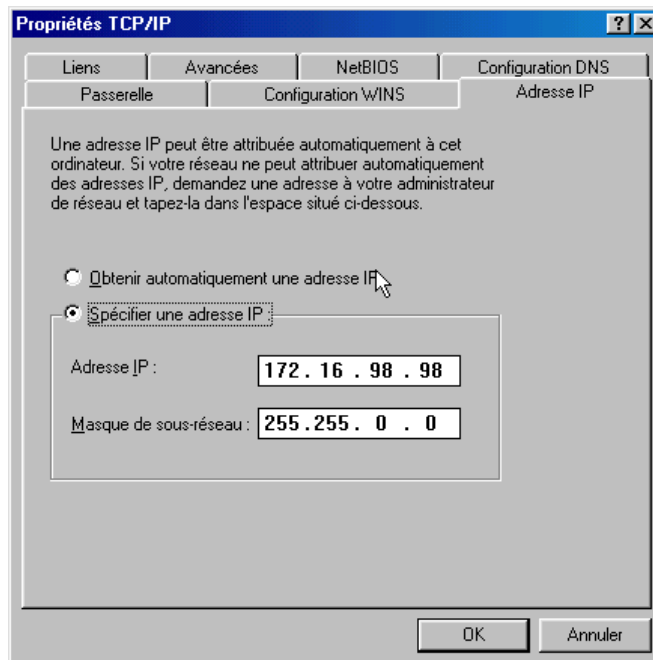 Propriétés TCP/IP
Liens Avancées NetBIOS Configuration DNS
Passerelle Configuration WINS Adresse IP
Une adresse IP peut être attribuée automatiquement à cet
ordinateur. Si votre réseau ne peut attribuer automatiquement
des adresses IP, demandez une adresse à votre administrateur
de réseau et tapez-la dans l'espace situé ci-dessous.
Obtenir automatiquement une adresse IP
Spécifier une adresse IP :
Adresse IP : 172 . 16 . 98 . 98
Masque de sous-réseau : 255 . 255 . 0 . 0
OK Annuler